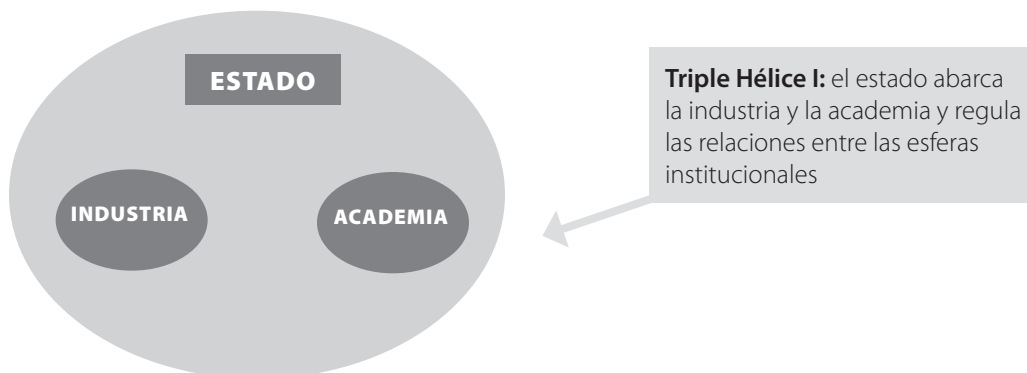 ESTADO
INDUSTRIA
ACADEMIA
Triple Hélice I: el estado abarca
la industria y la academia y regula
las relaciones entre las esferas
institucionales